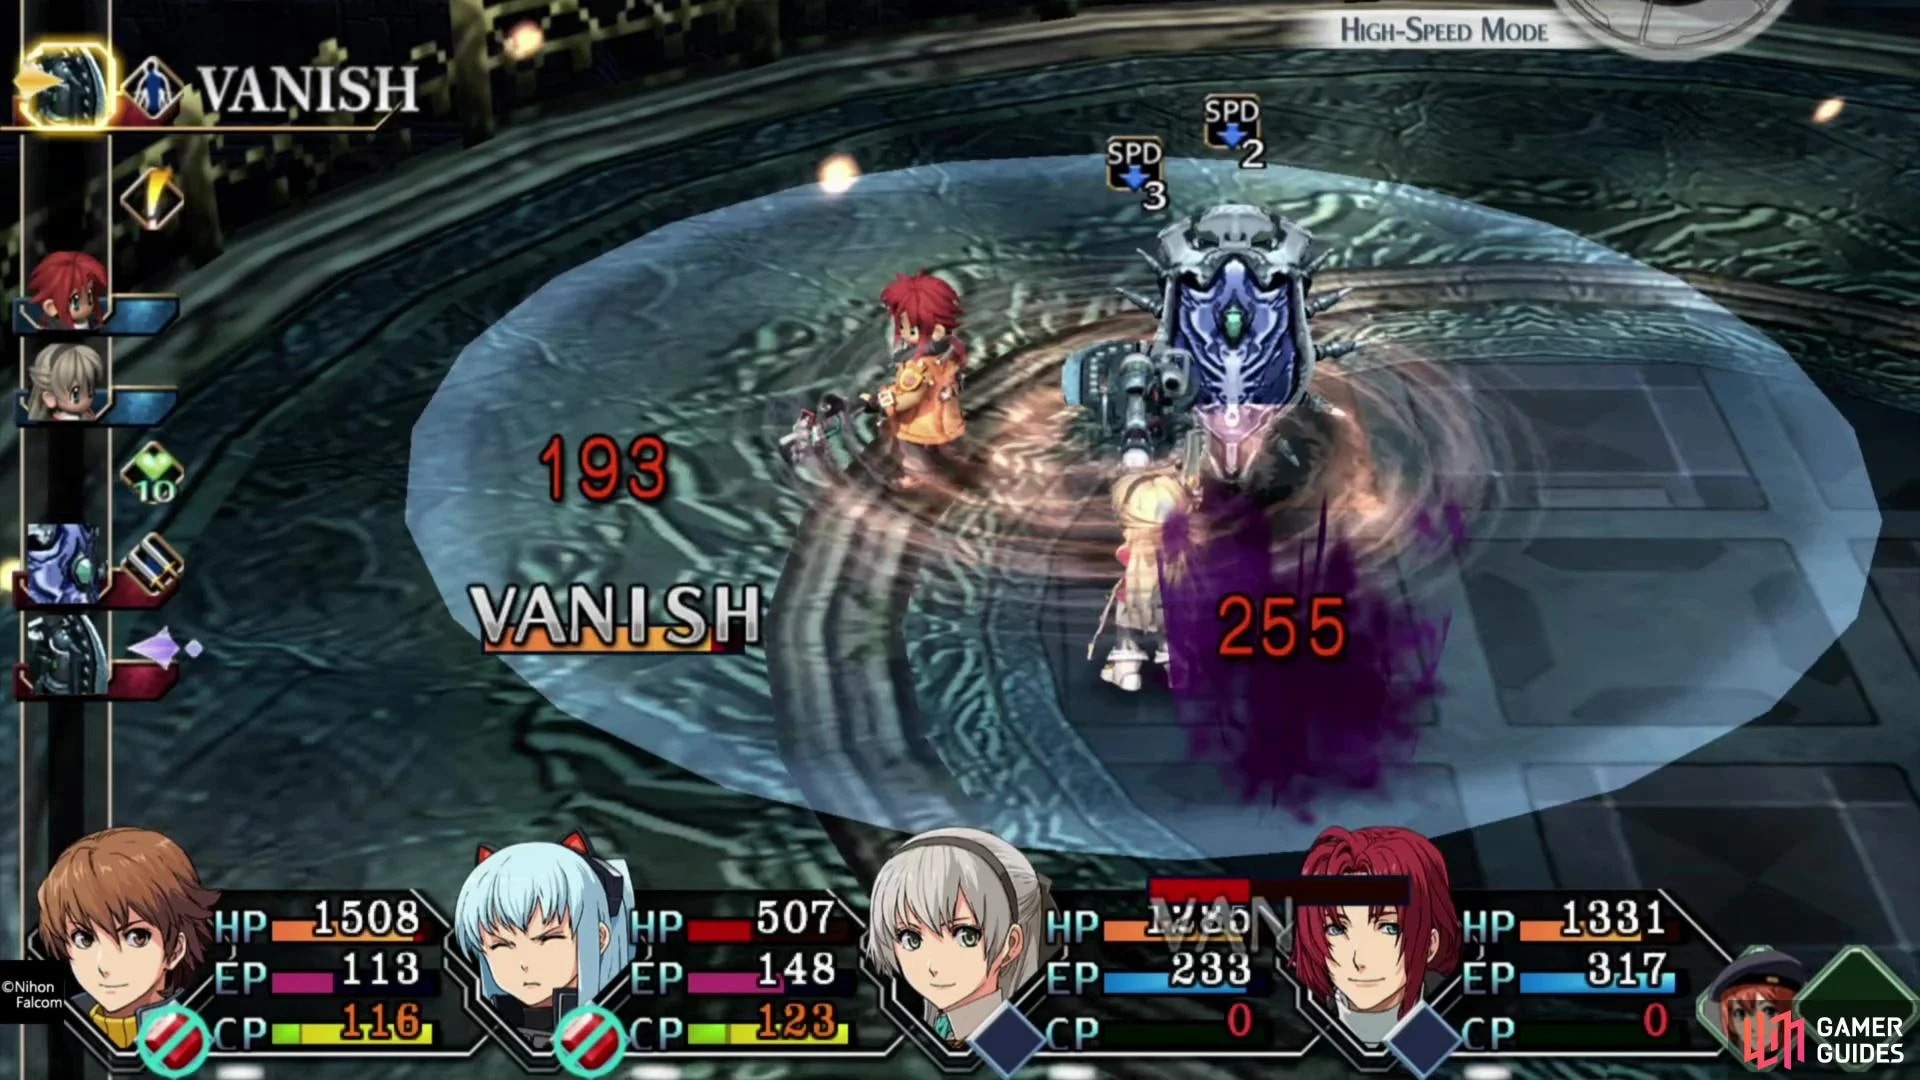 HIGH-SPEED MODE
VANISH
SPD
2
SPD
3
193
10
VANISH
255
HP 1508
EP 113
CP 116
HP 507
EP 148
CP 123
HP 1285
EP 233
CP 0
VAN
HP 1331
EP 317
CP 0
©Nihon
Falcom
GAMER
GUIDES